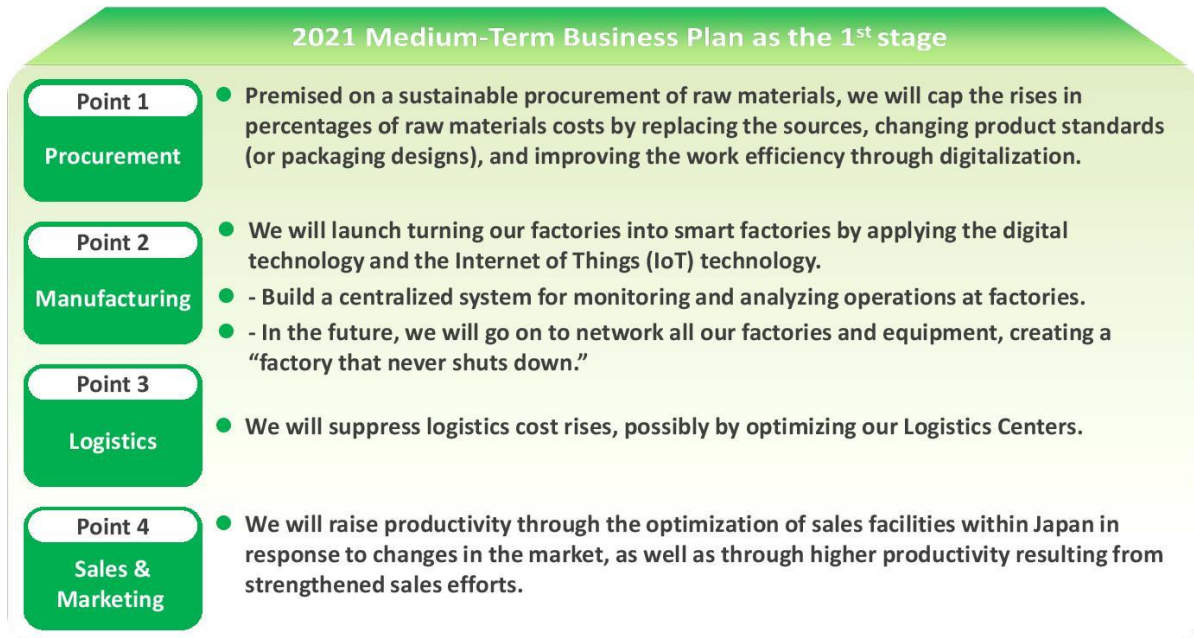 2021 Medium-Term Business Plan as the 1st stage
Point 1
Procurement
● Premised on a sustainable procurement of raw materials, we will cap the rises in
percentages of raw materials costs by replacing the sources, changing product standards
(or packaging designs), and improving the work efficiency through digitalization.
Point 2
Manufacturing
● We will launch turning our factories into smart factories by applying the digital
technology and the Internet of Things (IoT) technology.
● - Build a centralized system for monitoring and analyzing operations at factories.
● - In the future, we will go on to network all our factories and equipment, creating a
“factory that never shuts down.”
Point 3
Logistics
● We will suppress logistics cost rises, possibly by optimizing our Logistics Centers.
Point 4
Sales &
Marketing
● We will raise productivity through the optimization of sales facilities within Japan in
response to changes in the market, as well as through higher productivity resulting from
strengthened sales efforts.